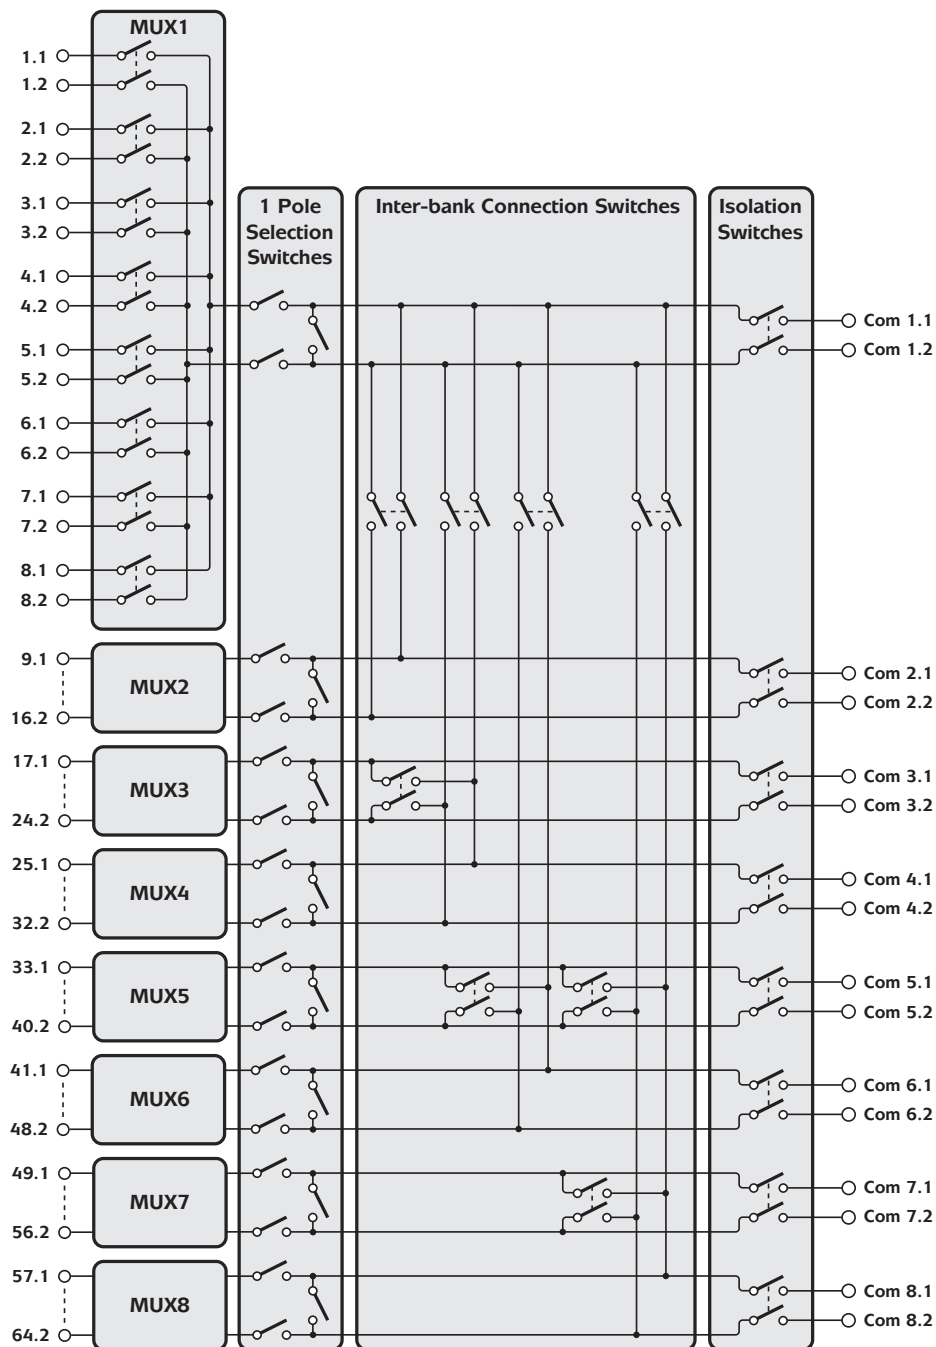 MUX1
1.1
1.2
2.1
2.2
3.1
3.2
4.1
4.2
5.1
5.2
6.1
6.2
7.1
7.2
8.1
8.2
1 Pole
Selection
Switches
Inter-bank Connection Switches
Isolation
Switches
Com 1.1
Com 1.2
9.1
16.2
MUX2
Com 2.1
Com 2.2
17.1
24.2
MUX3
Com 3.1
Com 3.2
25.1
32.2
MUX4
Com 4.1
Com 4.2
33.1
40.2
MUX5
Com 5.1
Com 5.2
41.1
48.2
MUX6
Com 6.1
Com 6.2
49.1
56.2
MUX7
Com 7.1
Com 7.2
57.1
64.2
MUX8
Com 8.1
Com 8.2